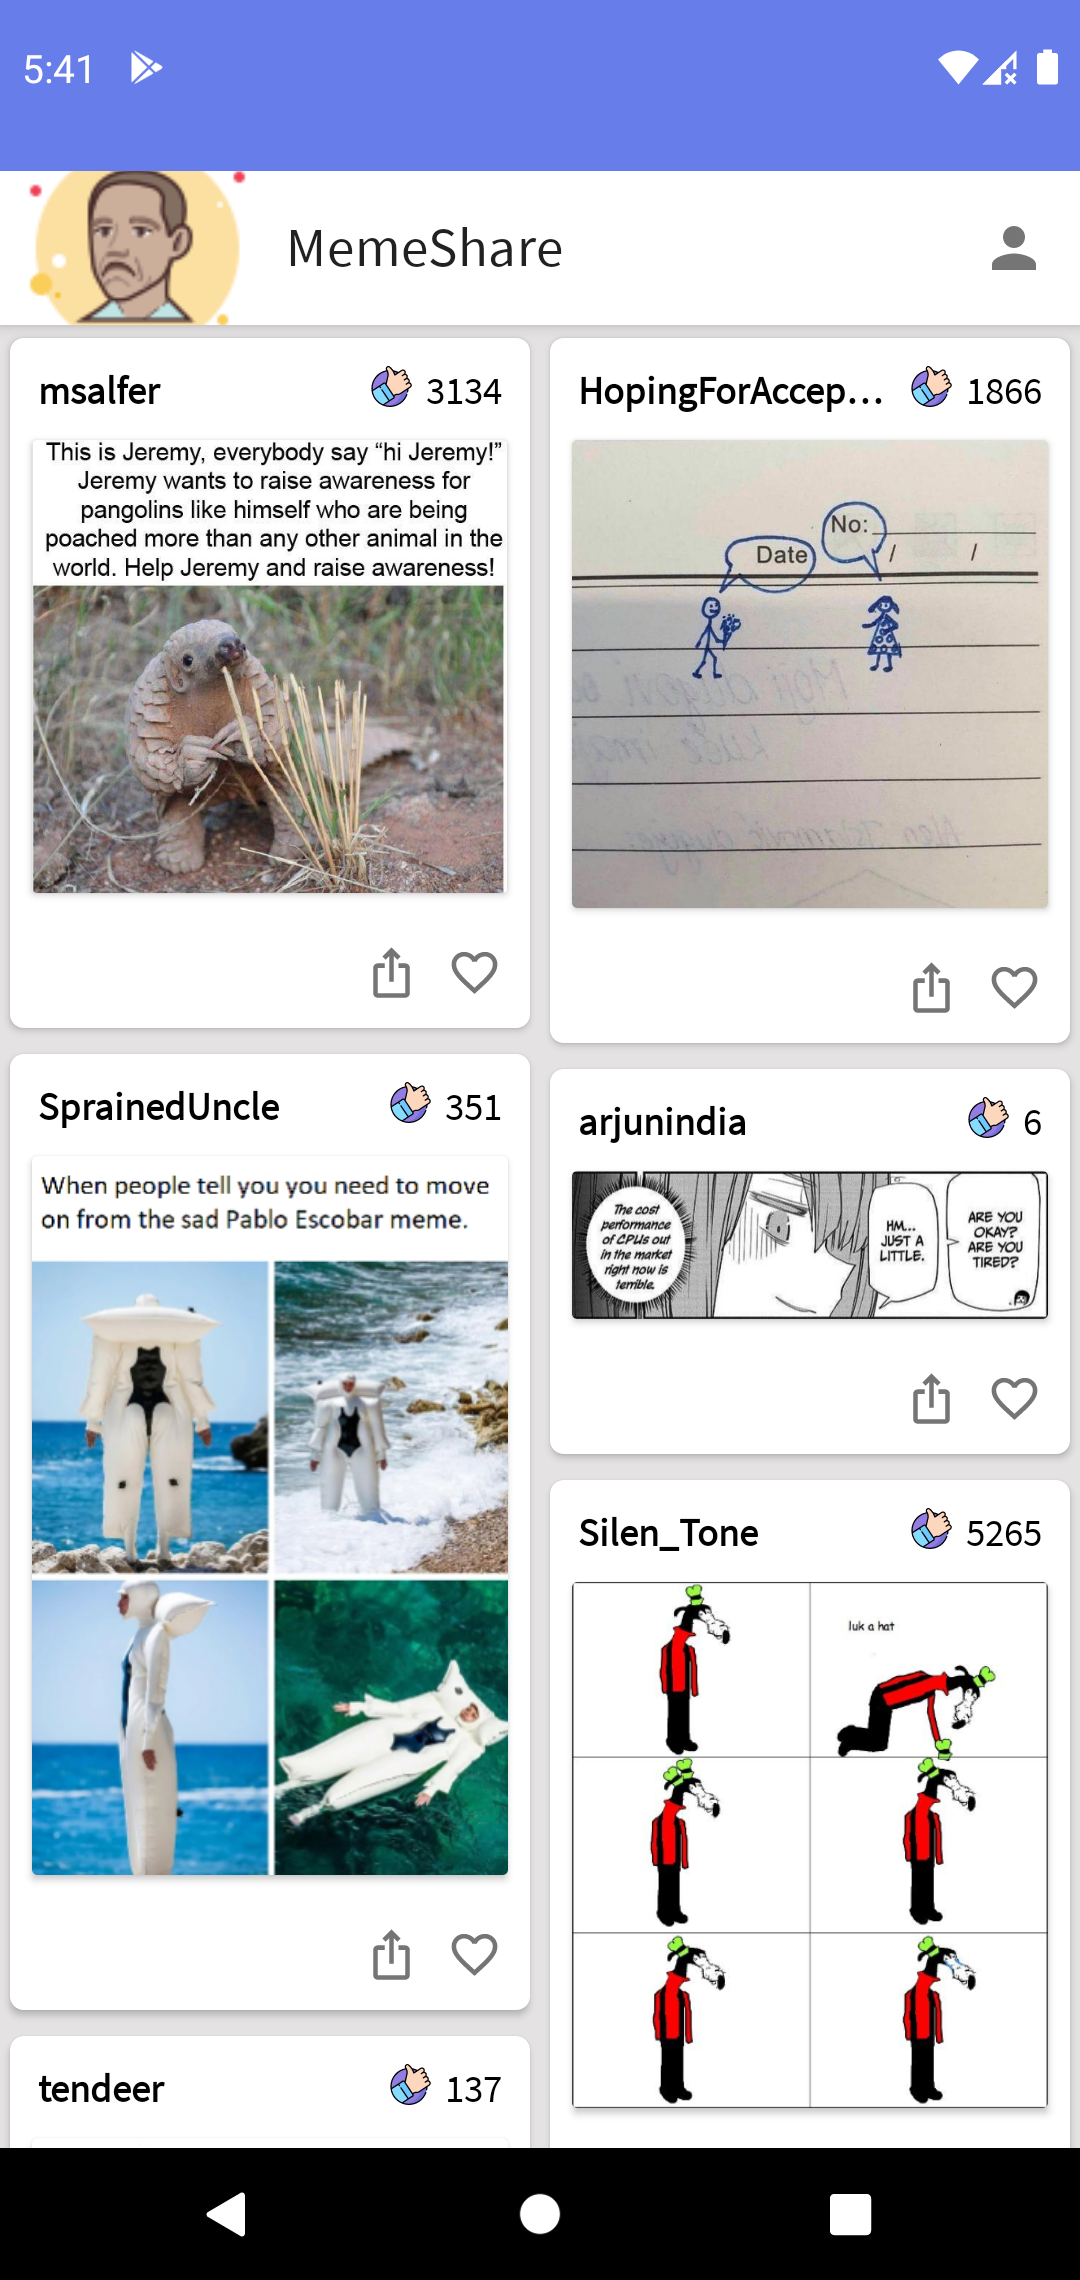 5:41
MemeShare
msalfer
3134
This is Jeremy, everybody say “hi Jeremy!”
Jeremy wants to raise awareness for
pangolins like himself who are being
poached more than any other animal in the
world. Help Jeremy and raise awareness!
HopingForAccep...
1866
No:
Date
/ /
SprainedUncle
351
When people tell you you need to move
on from the sad Pablo Escobar meme.
arjunindia
6
The cost
performance
of CPUs out
in the market
right now is
terrible.
HM...
JUST A
LITTLE.
ARE YOU
OKAY?
ARE YOU
TIRED?
Silen_Tone
5265
luk a hat
tendeer
137